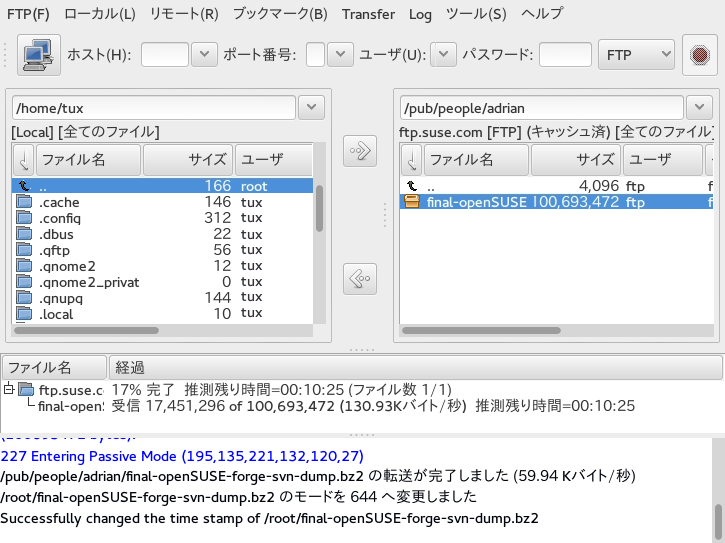 FTP(F) ローカル(L) リモート(R) ブックマーク(B) Transfer Log ツール(S) ヘルプ
ホスト(H): ポート番号: ユーザ(U): パスワード: FTP
/home/tux
[Local] [全てのファイル]
ファイル名 サイズ ユーザ
.. 166 root
.cache 146 tux
.config 312 tux
.dbus 22 tux
.gftp 56 tux
.gnome2 12 tux
.gnome2_privat 0 tux
.gnupg 144 tux
.local 10 tux
/pub/people/adrian
ftp.suse.com [FTP] (キャッシュ済) [全てのファイル]
ファイル名 サイズ ユーザ
.. 4,096 ftp f
final-openSUSE 100,693,472 ftp f
ファイル名 経過
ftp.suse.c 17% 完了 推測残り時間=00:10:25 (ファイル数 1/1)
final-open 受信 17,451,296 of 100,693,472 (130.93Kバイト/秒) 推測残り時間=00:10:25
227 Entering Passive Mode (195,135,221,132,120,27)
/pub/people/adrian/final-openSUSE-forge-svn-dump.bz2 の転送が完了しました (59.94 Kバイト/秒)
/root/final-openSUSE-forge-svn-dump.bz2 のモードを 644 へ変更しました
Successfully changed the time stamp of /root/final-openSUSE-forge-svn-dump.bz2